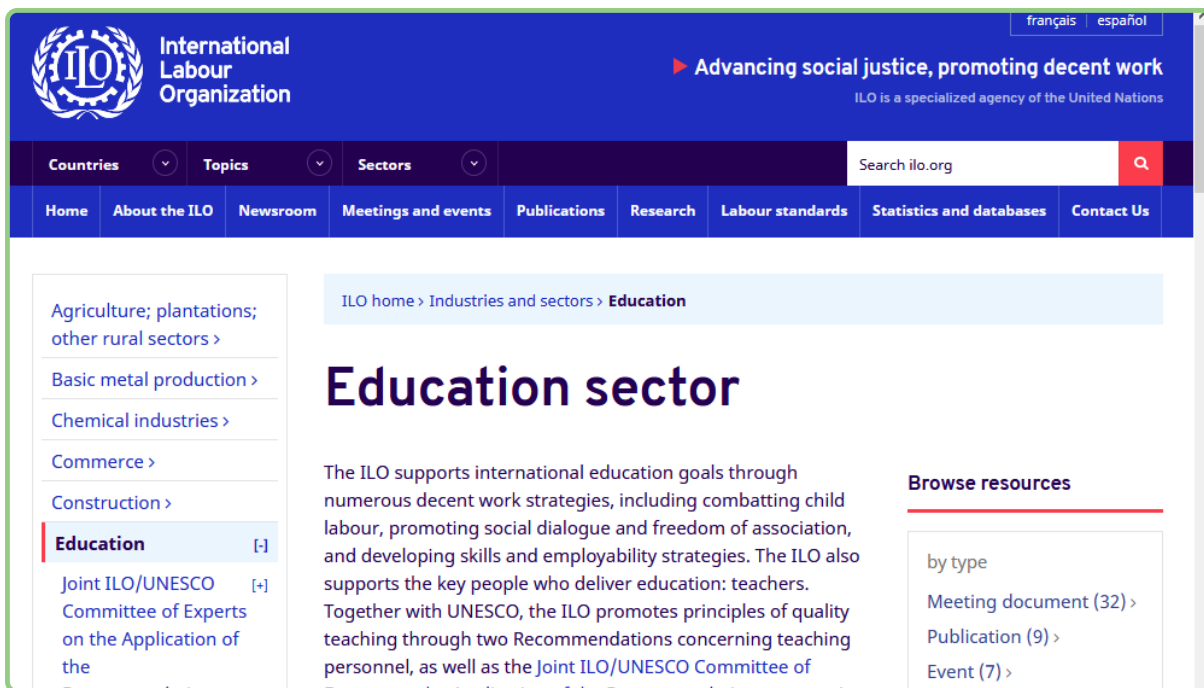 français | español
ILO
International
Labour
Organization
Advancing social justice, promoting decent work
ILO is a specialized agency of the United Nations
Countries Topics Sectors Search ilo.org
Home About the ILO Newsroom Meetings and events Publications Research Labour standards Statistics and databases Contact Us
Agriculture; plantations;
other rural sectors >
Basic metal production >
Chemical industries >
Commerce >
Construction >
Education [-]
Joint ILO/UNESCO [+]
Committee of Experts
on the Application of
the
ILO home > Industries and sectors > Education
Education sector
The ILO supports international education goals through
numerous decent work strategies, including combatting child
labour, promoting social dialogue and freedom of association,
and developing skills and employability strategies. The ILO also
supports the key people who deliver education: teachers.
Together with UNESCO, the ILO promotes principles of quality
teaching through two Recommendations concerning teaching
personnel, as well as the Joint ILO/UNESCO Committee of
Browse resources
by type
Meeting document (32) >
Publication (9) >
Event (7) >